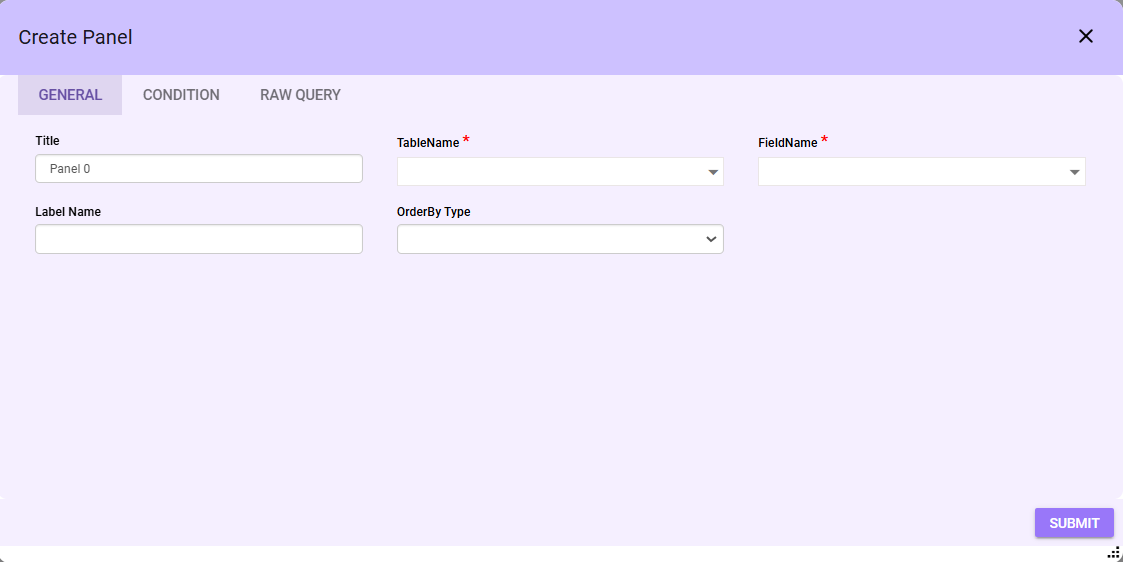 Create Panel
GENERAL CONDITION RAW QUERY
Title TableName * FieldName *
Panel 0
Label Name OrderBy Type
SUBMIT